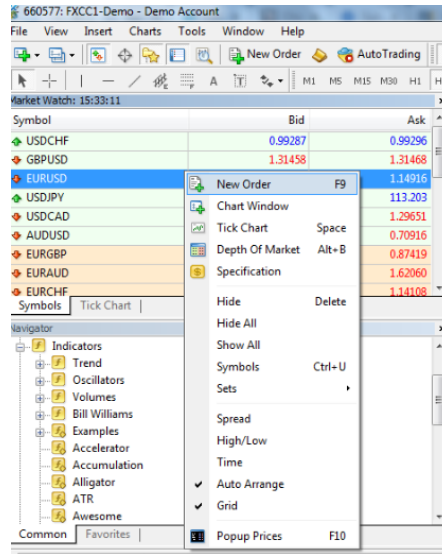 660577: FXCC1-Demo - Demo Account
File View Insert Charts Tools Window Help
New Order AutoTrading
A T M1 M5 M15 M30 H1 H
Market Watch: 15:33:11
Symbol Bid Ask
USDCHF 0.99287 0.99296
GBPUSD 1.31458 1.31468
EURUSD 1.14916
USDJPY 113.203
USDCAD 1.29651
AUDUSD 0.70916
EURGBP 0.87419
EURAUD 1.62060
EURCHF 1.14108
Symbols Tick Chart
Navigator
Indicators
Trend
Oscillators
Volumes
Bill Williams
Examples
Accelerator
Accumulation
Alligator
ATR
Awesome
Common Favorites
New Order F9
Chart Window
Tick Chart Space
Depth Of Market Alt+B
Specification
Hide Delete
Hide All
Show All
Symbols Ctrl+U
Sets
Spread
High/Low
Time
Auto Arrange
Grid
Popup Prices F10